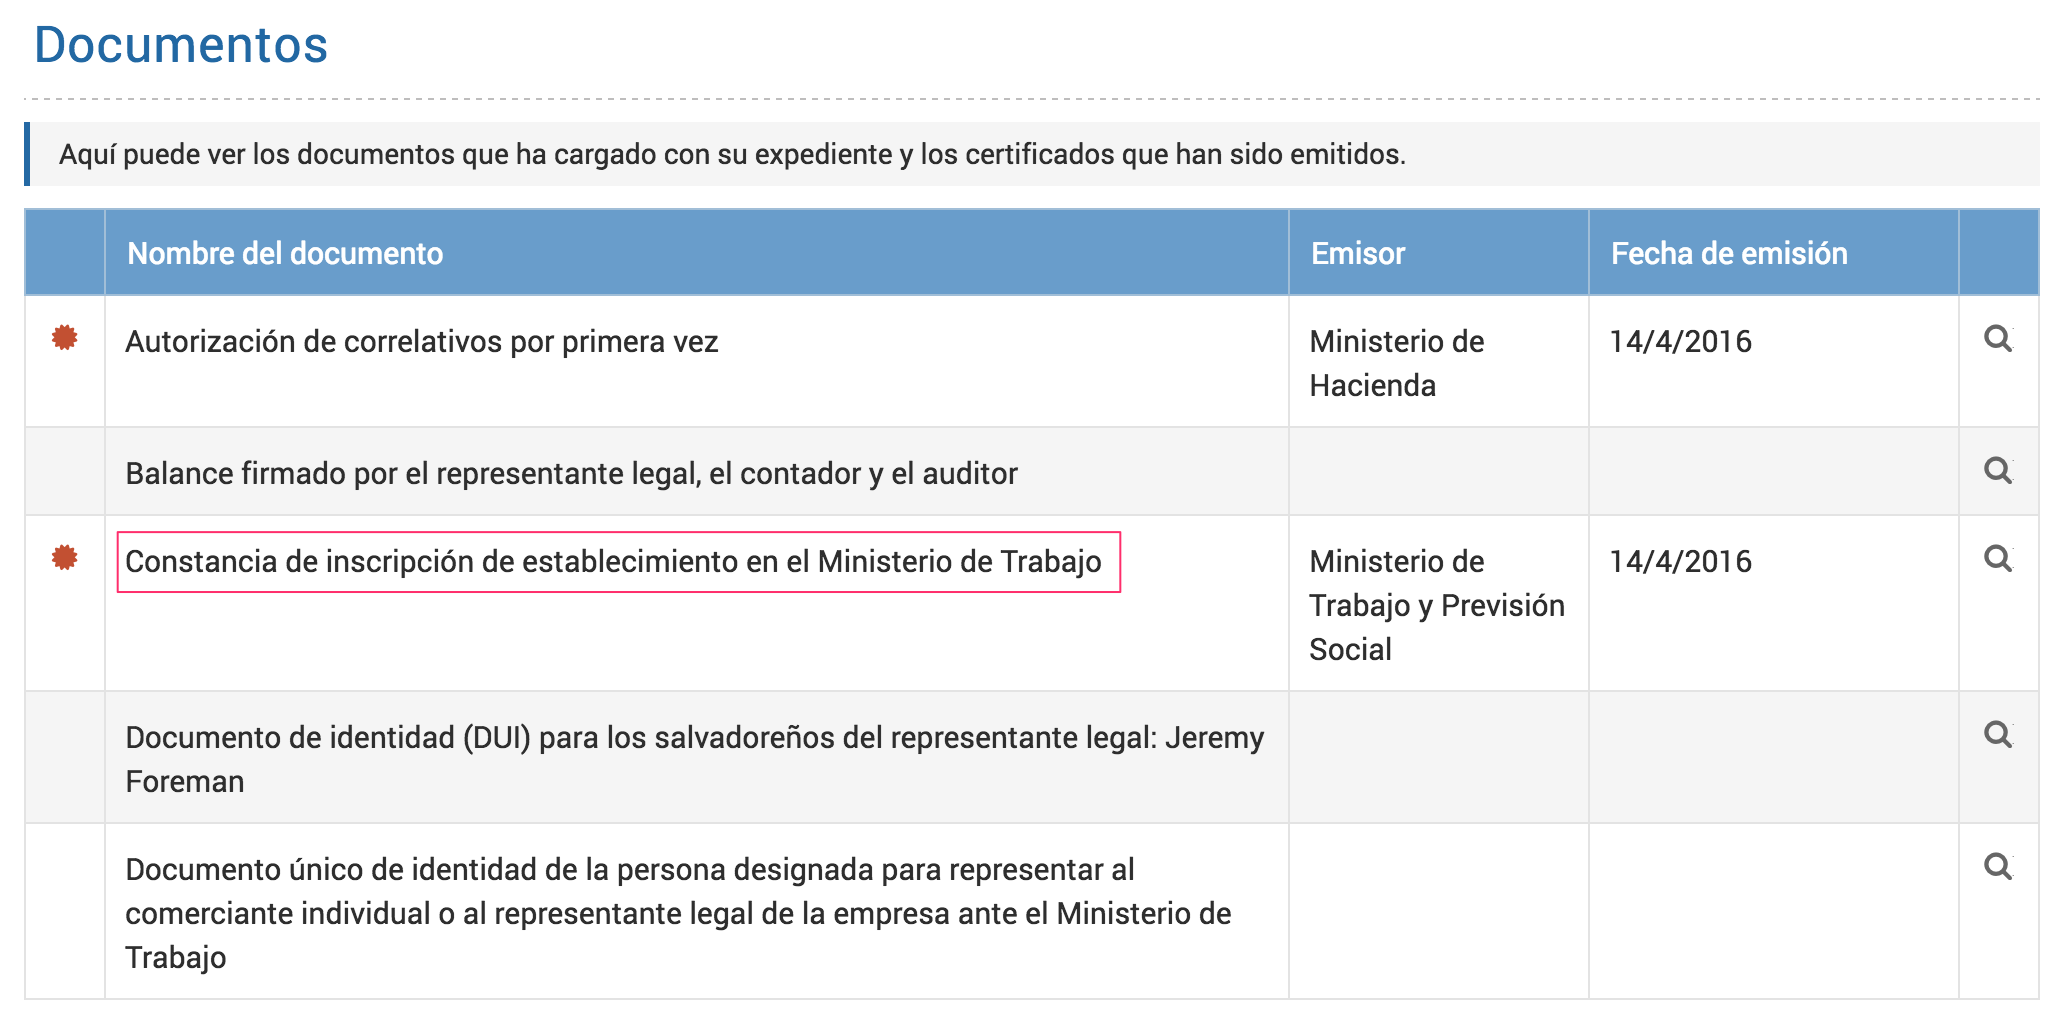 Documentos
Aquí puede ver los documentos que ha cargado con su expediente y los certificados que han sido emitidos.
Nombre del documento Emisor Fecha de emisión
Autorización de correlativos por primera vez Ministerio de 14/4/2016
Hacienda
Balance firmado por el representante legal, el contador y el auditor
Constancia de inscripción de establecimiento en el Ministerio de Trabajo Ministerio de 14/4/2016
Trabajo y Previsión
Social
Documento de identidad (DUI) para los salvadoreños del representante legal: Jeremy
Foreman
Documento único de identidad de la persona designada para representar al
comerciante individual o al representante legal de la empresa ante el Ministerio de
Trabajo